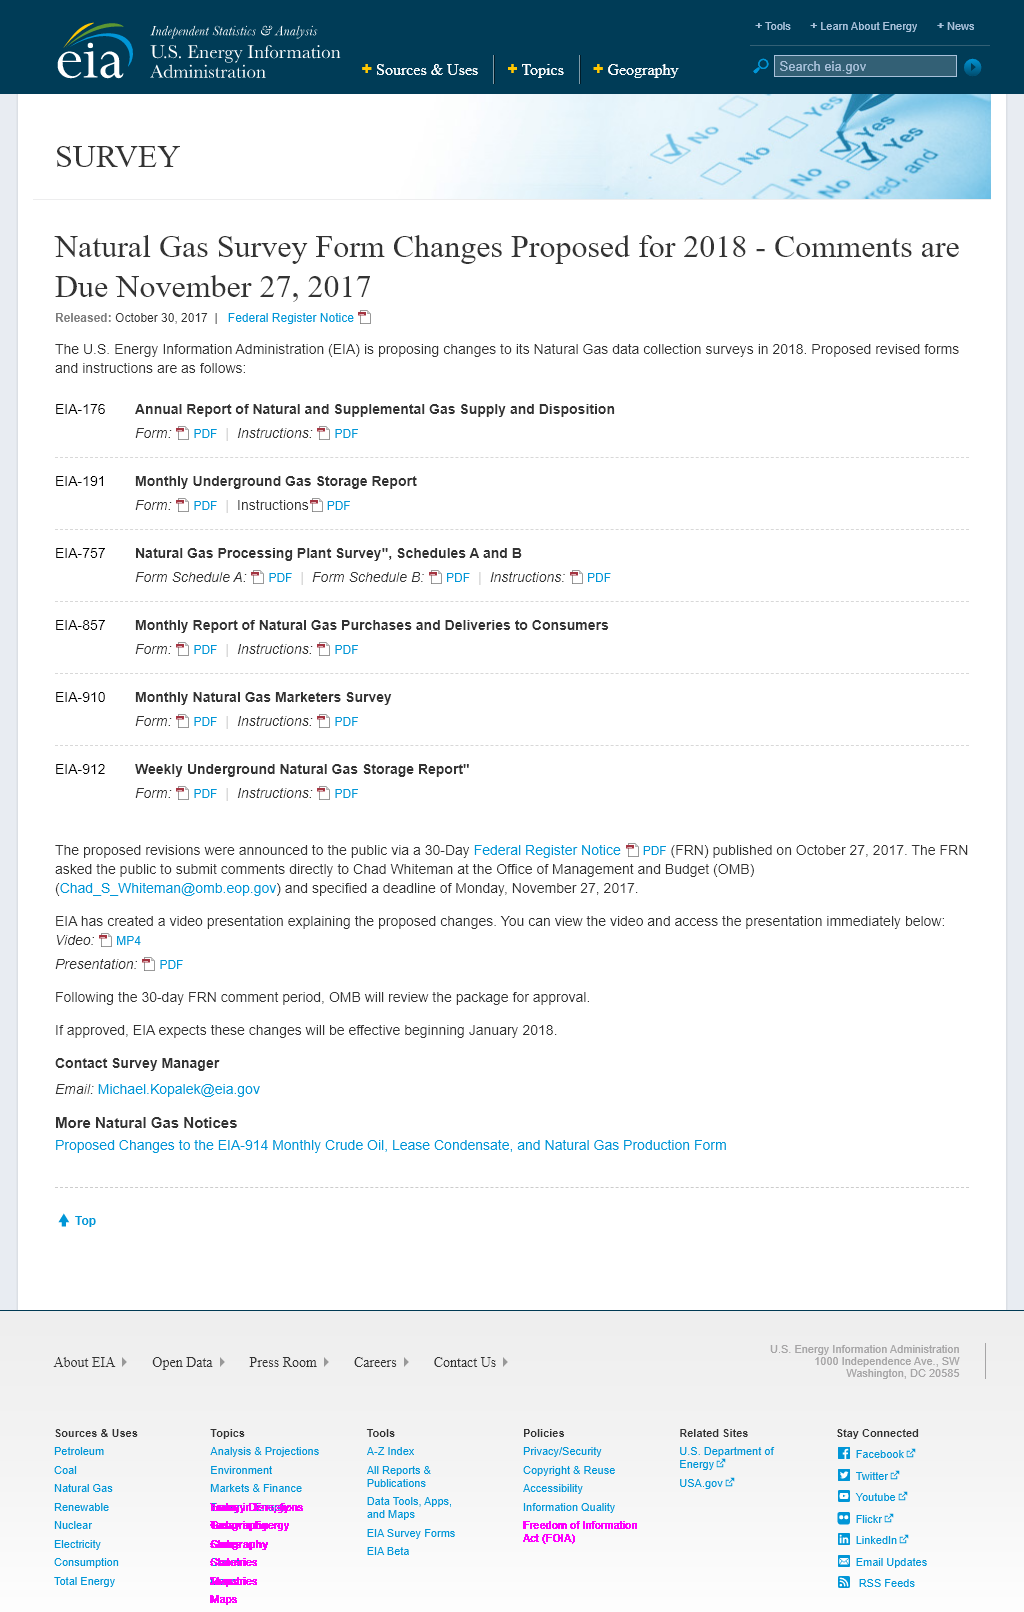 Independent Statistics & Analysis
eia U.S. Energy Information
Administration
+ Sources & Uses + Topics + Geography
+ Tools + Learn About Energy + News
Search eia.gov
SURVEY
No
Yes
No
Yes
No
No
Natural Gas Survey Form Changes Proposed for 2018 - Comments are
Due November 27, 2017
Released: October 30, 2017 | Federal Register Notice
The U.S. Energy Information Administration (EIA) is proposing changes to its Natural Gas data collection surveys in 2018. Proposed revised forms
and instructions are as follows:
EIA-176 Annual Report of Natural and Supplemental Gas Supply and Disposition
Form: PDF | Instructions: PDF
EIA-191 Monthly Underground Gas Storage Report
Form: PDF | Instructions PDF
EIA-757 Natural Gas Processing Plant Survey", Schedules A and B
Form Schedule A: PDF | Form Schedule B: PDF | Instructions: PDF
EIA-857 Monthly Report of Natural Gas Purchases and Deliveries to Consumers
Form: PDF | Instructions: PDF
EIA-910 Monthly Natural Gas Marketers Survey
Form: PDF | Instructions: PDF
EIA-912 Weekly Underground Natural Gas Storage Report"
Form: PDF | Instructions: PDF
The proposed revisions were announced to the public via a 30-Day Federal Register Notice PDF (FRN) published on October 27, 2017. The FRN
asked the public to submit comments directly to Chad Whiteman at the Office of Management and Budget (OMB)
(Chad_S_Whiteman@omb.eop.gov) and specified a deadline of Monday, November 27, 2017.
EIA has created a video presentation explaining the proposed changes. You can view the video and access the presentation immediately below:
Video: MP4
Presentation: PDF
Following the 30-day FRN comment period, OMB will review the package for approval.
If approved, EIA expects these changes will be effective beginning January 2018.
Contact Survey Manager
Email: Michael.Kopalek@eia.gov
More Natural Gas Notices
Proposed Changes to the EIA-914 Monthly Crude Oil, Lease Condensate, and Natural Gas Production Form
Top
About EIA Open Data Press Room Careers Contact Us
U.S. Energy Information Administration
1000 Independence Ave., SW
Washington, DC 20585
Sources & Uses
Petroleum
Coal
Natural Gas
Renewable
Nuclear
Electricity
Consumption
Total Energy
Topics
Analysis & Projections
Environment
Markets & Finance
Geography
Maps
Tools
A-Z Index
All Reports &
Publications
Data Tools, Apps,
and Maps
EIA Survey Forms
EIA Beta
Policies
Privacy/Security
Copyright & Reuse
Accessibility
Information Quality
Freedom of Information
Act (FOIA)
Related Sites
U.S. Department of
Energy
USA.gov
Stay Connected
Facebook
Twitter
Youtube
Flickr
LinkedIn
Email Updates
RSS Feeds